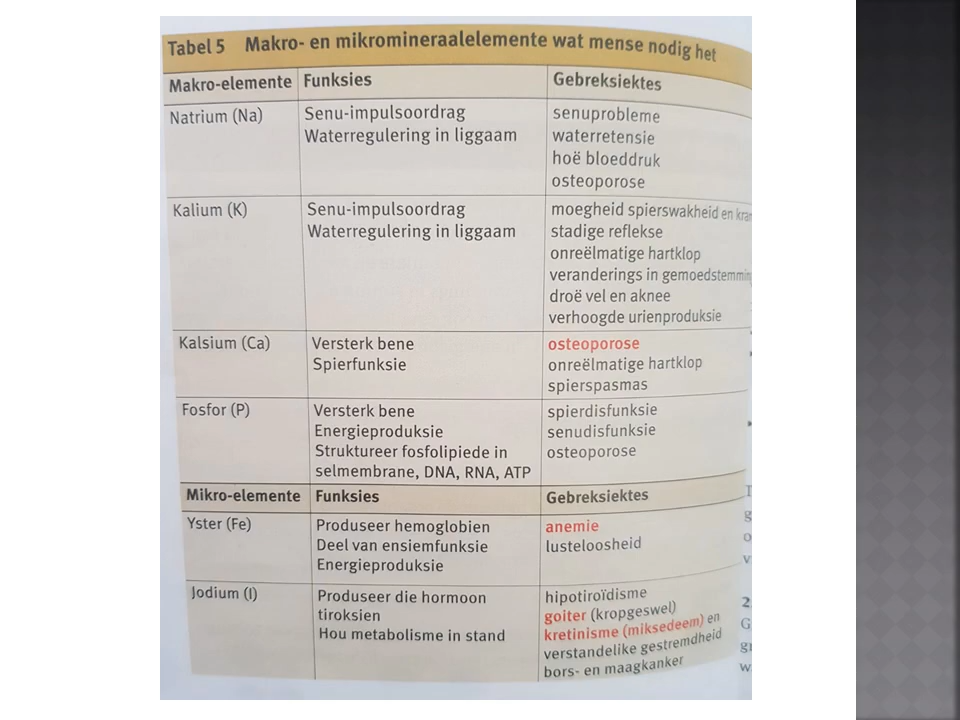 Tabel 5 Makro- en mikromineraalelemente wat mense nodig het
Makro-elemente Funksies Gebreksiektes
Natrium (Na) Senu-impulsoordrag senuprobleme
Waterregulering in liggaam waterretensie
hoë bloeddruk
osteoporose
Kalium (K) Senu-impulsoordrag moegheid spierswakheid en
Waterregulering in liggaam stadige reflekse
onreëlmatige hartklop
veranderings in
droë vel en aknee
verhoogde urienproduksie
Kalsium (Ca) Versterk bene osteoporose
Spierfunksie onreëlmatige hartklop
spierspasmas
Fosfor (P) Versterk bene spierdisfunksie
Energieproduksie senudisfunksie
Struktureer fosfolipiede in osteoporose
selmembrane, DNA, RNA, ATP
Mikro-elemente Funksies Gebreksiektes
Yster (Fe) Produseer hemoglobien anemie
Deel van ensiemfunksie lusteloosheid
Energieproduksie
Jodium (I) Produseer die hormoon hipotiroïdisme
tiroksien goiter (kropgeswel)
Hou metabolisme in stand kretinisme (miksedeem) en
verstandelike gestremdheid
bors- en maagkanker